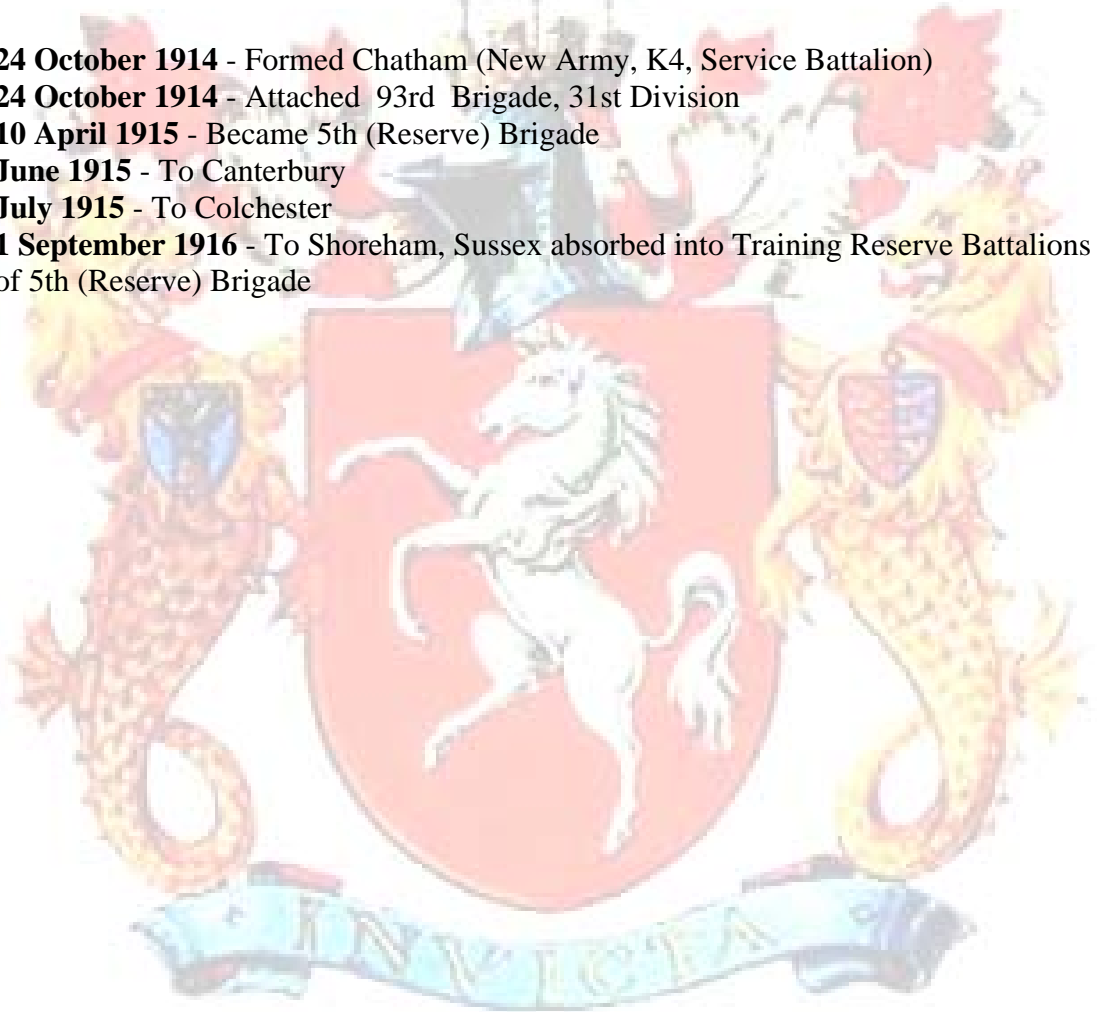 24 October 1914 - Formed Chatham (New Army, K4, Service Battalion)
24 October 1914 - Attached 93rd Brigade, 31st Division
10 April 1915 - Became 5th (Reserve) Brigade
June 1915 - To Canterbury
July 1915 - To Colchester
1 September 1916 - To Shoreham, Sussex absorbed into Training Reserve Battalions
of 5th (Reserve) Brigade
INVICTA